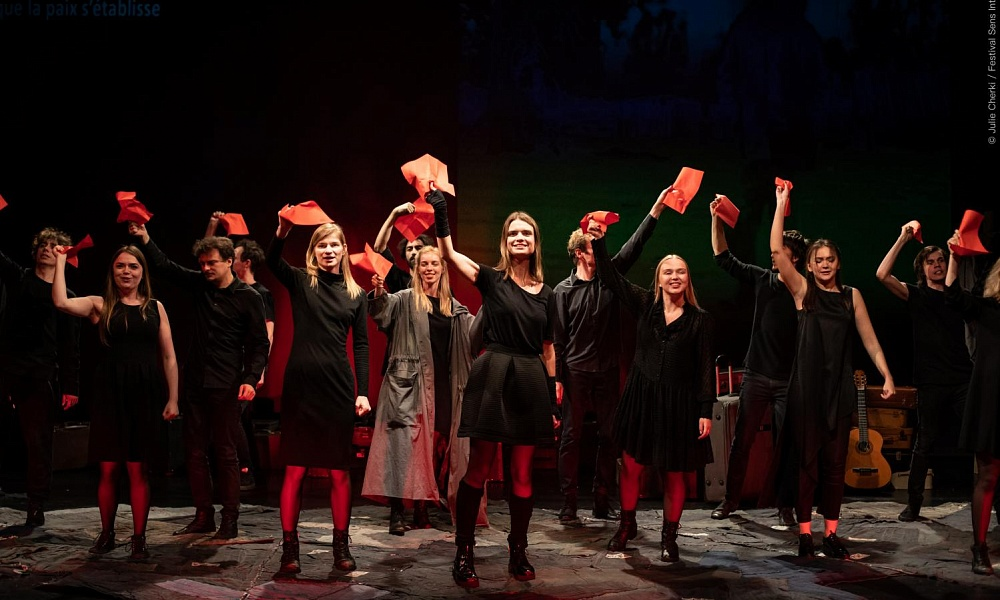 que la paix s'établisse
© Julie Cherki / Festival Sens Int